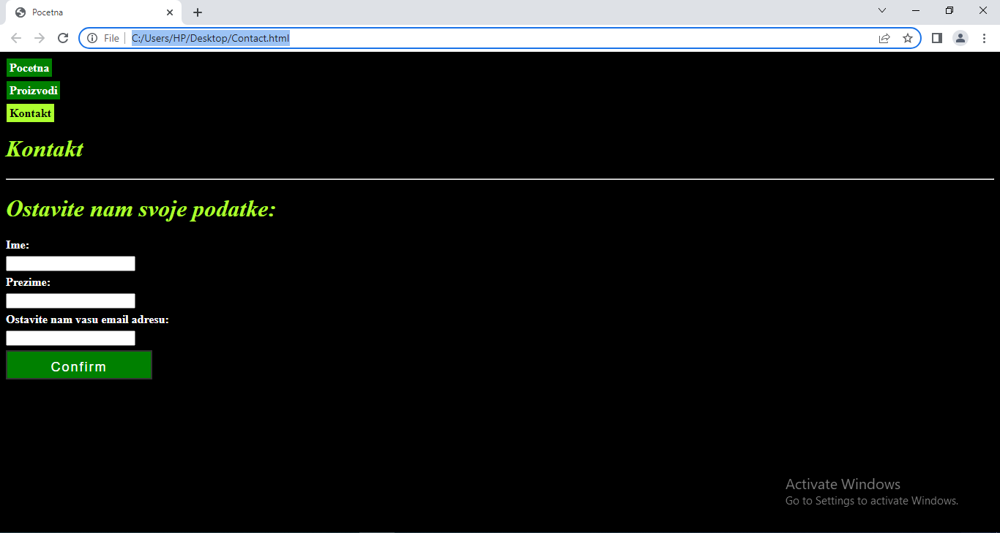 Pocetna
File
C:/Users/HP/Desktop/Contact.html
Pocetna
Proizvodi
Kontakt
Kontakt
Ostavite nam svoje podatke:
Ime:
Prezime:
Ostavite nam vasu email adresu:
Confirm
Activate Windows
Go to Settings to activate Windows.